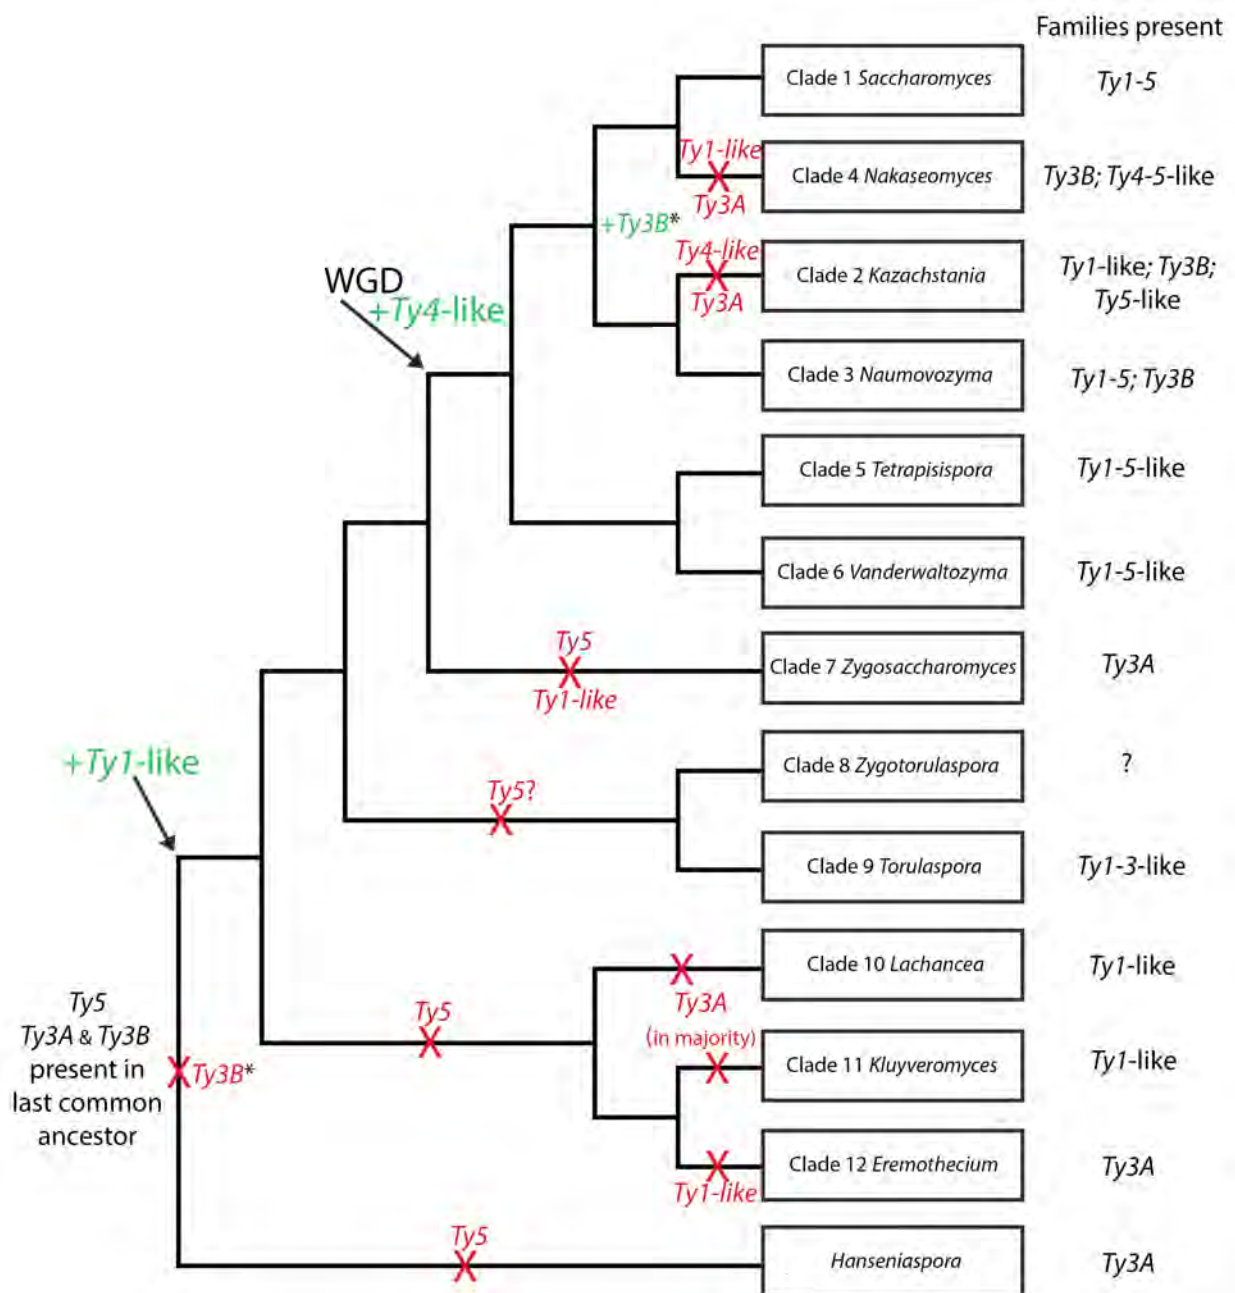 Families present
Clade 1 Saccharomyces
Ty1-5
Ty1-like
Clade 4 Nakaseomyces
Ty3B; Ty4-5-like
Ty3A
+Ty3B*
Ty4-like
Clade 2 Kazachstania
Ty1-like; Ty3B;
Ty5-like
Ty3A
WGD
+Ty4-like
Clade 3 Naumovozyma
Ty1-5; Ty3B
Clade 5 Tetrapisispora
Ty1-5-like
Clade 6 Vanderwaltozyma
Ty1-5-like
Ty5
Clade 7 Zygosaccharomyces
Ty3A
Ty1-like
+Ty1-like
Clade 8 Zygotorulaspora
?
Ty5?
Clade 9 Torulaspora
Ty1-3-like
Clade 10 Lachancea
Ty1-like
Ty3A
(in majority)
Ty5
Clade 11 Kluyveromyces
Ty1-like
Ty5
Ty3A & Ty3B
present in
last common
ancestor
Ty3B*
Clade 12 Eremothecium
Ty3A
Ty1-like
Ty5
Hanseniaspora
Ty3A